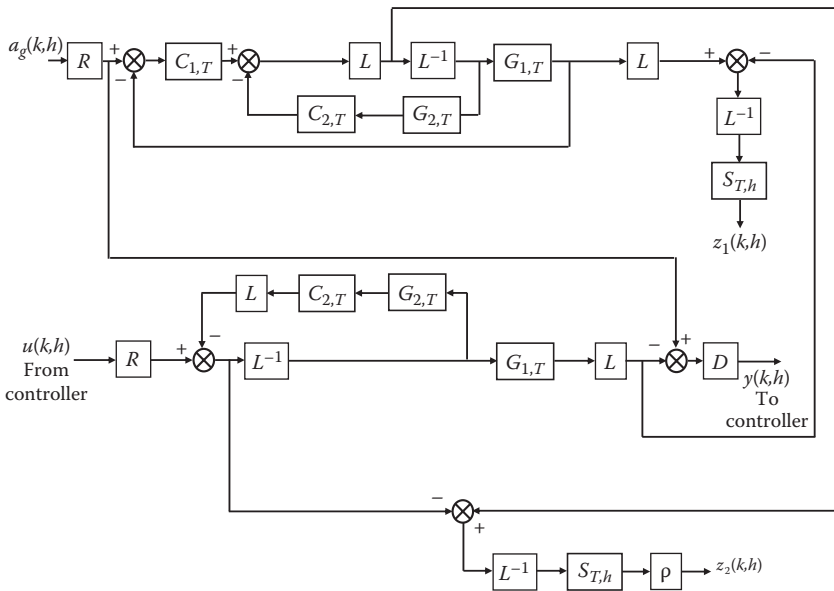 a_g(k,h)
R
+
−
C_{1,T}
+
−
L
L^{−1}
G_{1,T}
L
+
−
C_{2,T}
G_{2,T}
L^{−1}
S_{T,h}
z_1(k,h)
L
C_{2,T}
G_{2,T}
u(k,h)
From
controller
R
+
−
L^{−1}
G_{1,T}
L
−
+
D
y(k,h)
To
controller
−
+
L^{−1}
S_{T,h}
ρ
z_2(k,h)